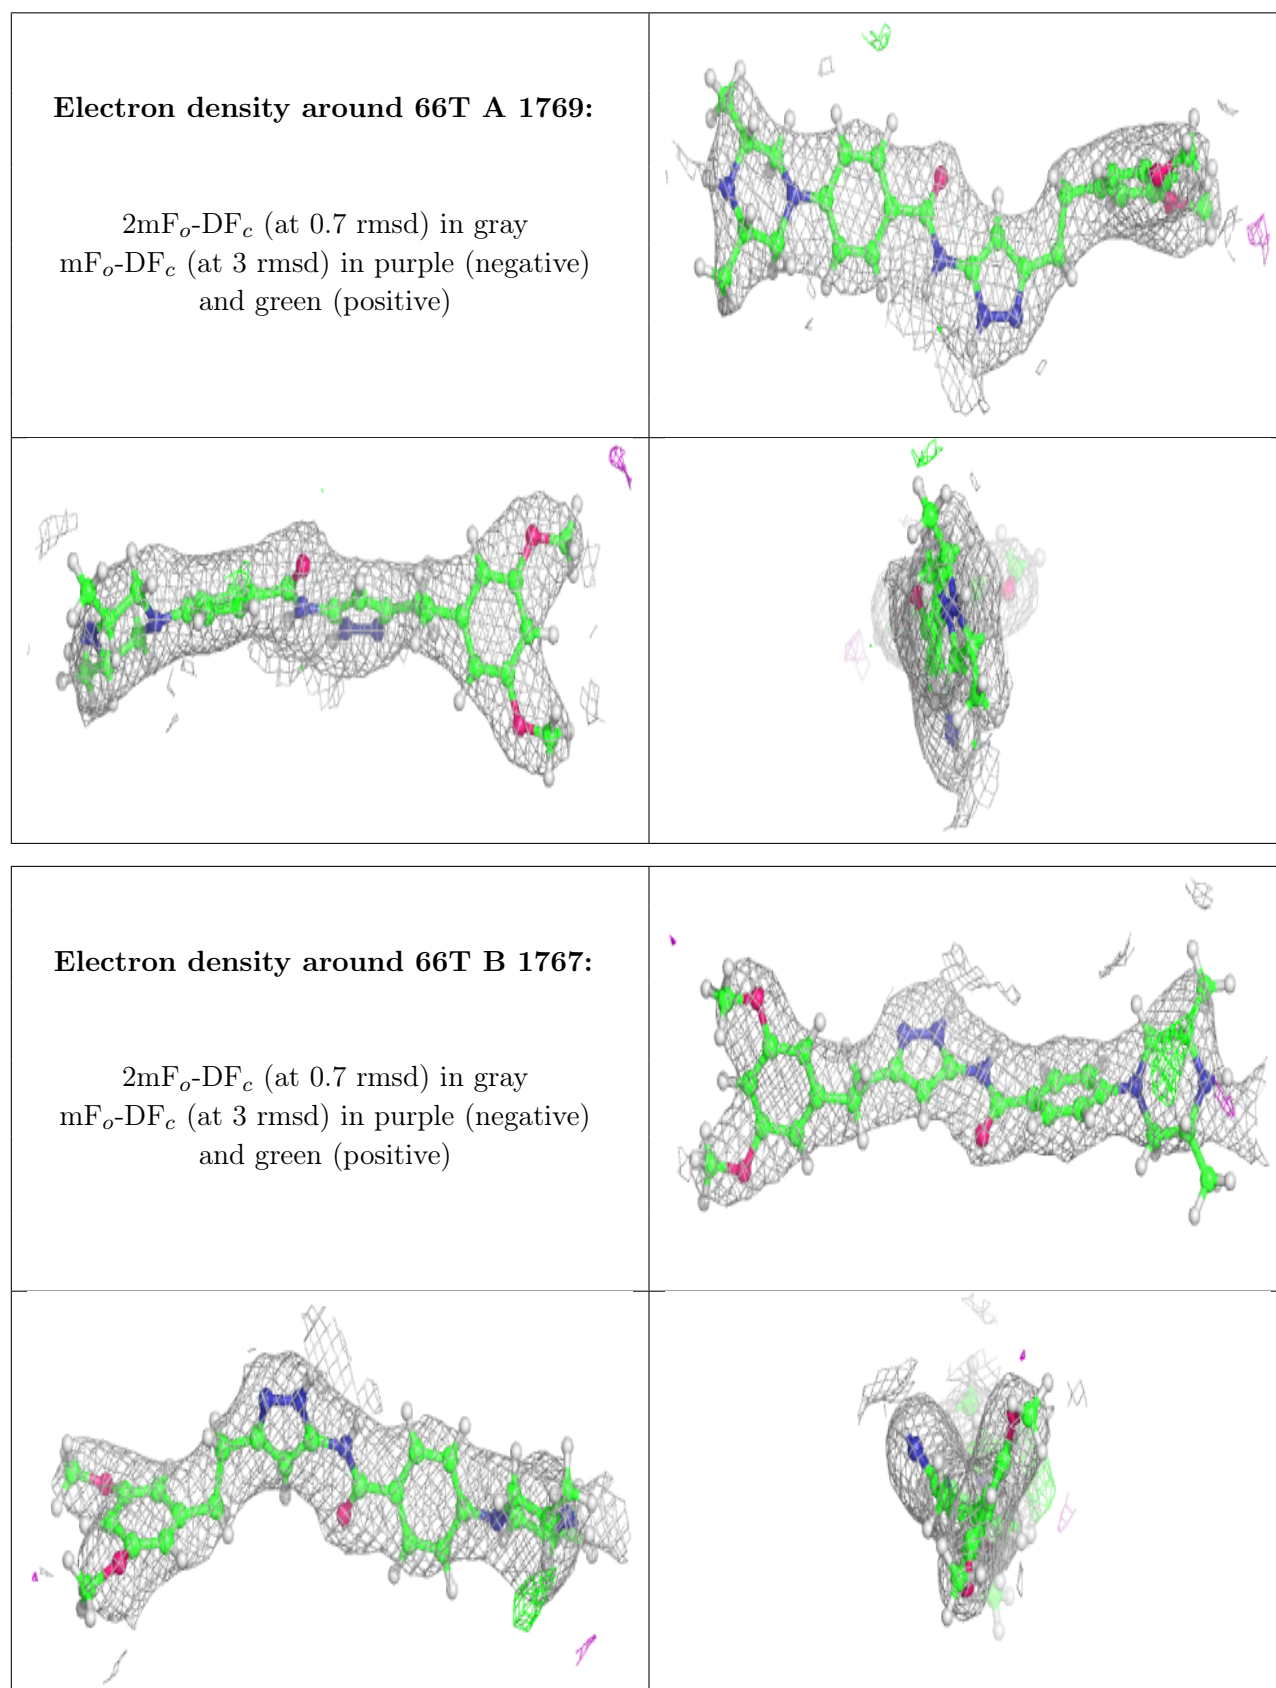 Electron density around 66T A 1769:
2mFo-DFc (at 0.7 rmsd) in gray
mFo-DFc (at 3 rmsd) in purple (negative)
and green (positive)
Electron density around 66T B 1767:
2mFo-DFc (at 0.7 rmsd) in gray
mFo-DFc (at 3 rmsd) in purple (negative)
and green (positive)